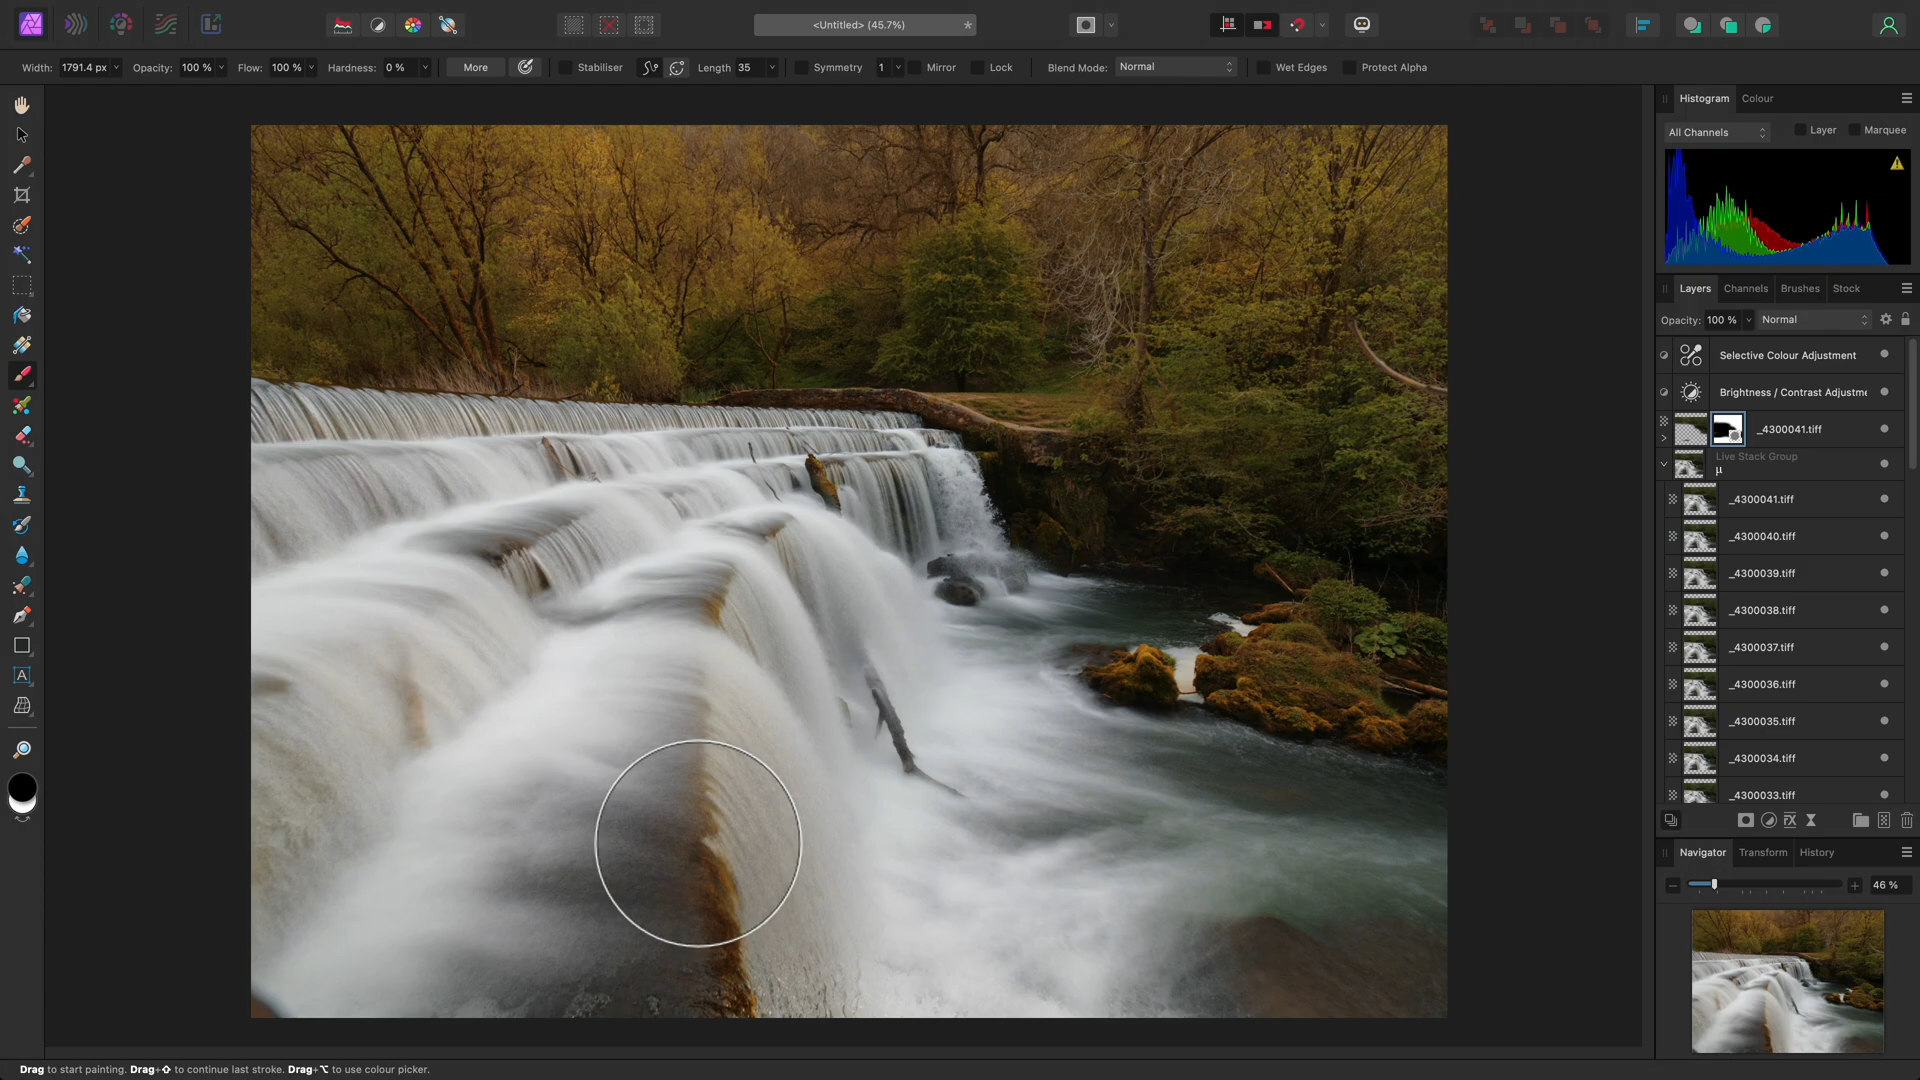 <Untitled> (45.7%)
Width: 1791.4 px Opacity: 100 % Flow: 100 % Hardness: 0 % More Stabiliser Length 35 Symmetry 1 Mirror Lock Blend Mode: Normal Wet Edges Protect Alpha
Histogram Colour
All Channels Layer Marquee
Layers Channels Brushes Stock
Opacity: 100 % Normal
Selective Colour Adjustment
Brightness / Contrast Adjustme
_4300041.tiff
Live Stack Group
μ
_4300041.tiff
_4300040.tiff
_4300039.tiff
_4300038.tiff
_4300037.tiff
_4300036.tiff
_4300035.tiff
_4300034.tiff
_4300033.tiff
Navigator Transform History
46 %
Drag to start painting. Drag+⇧ to continue last stroke. Drag+⌥ to use colour picker.